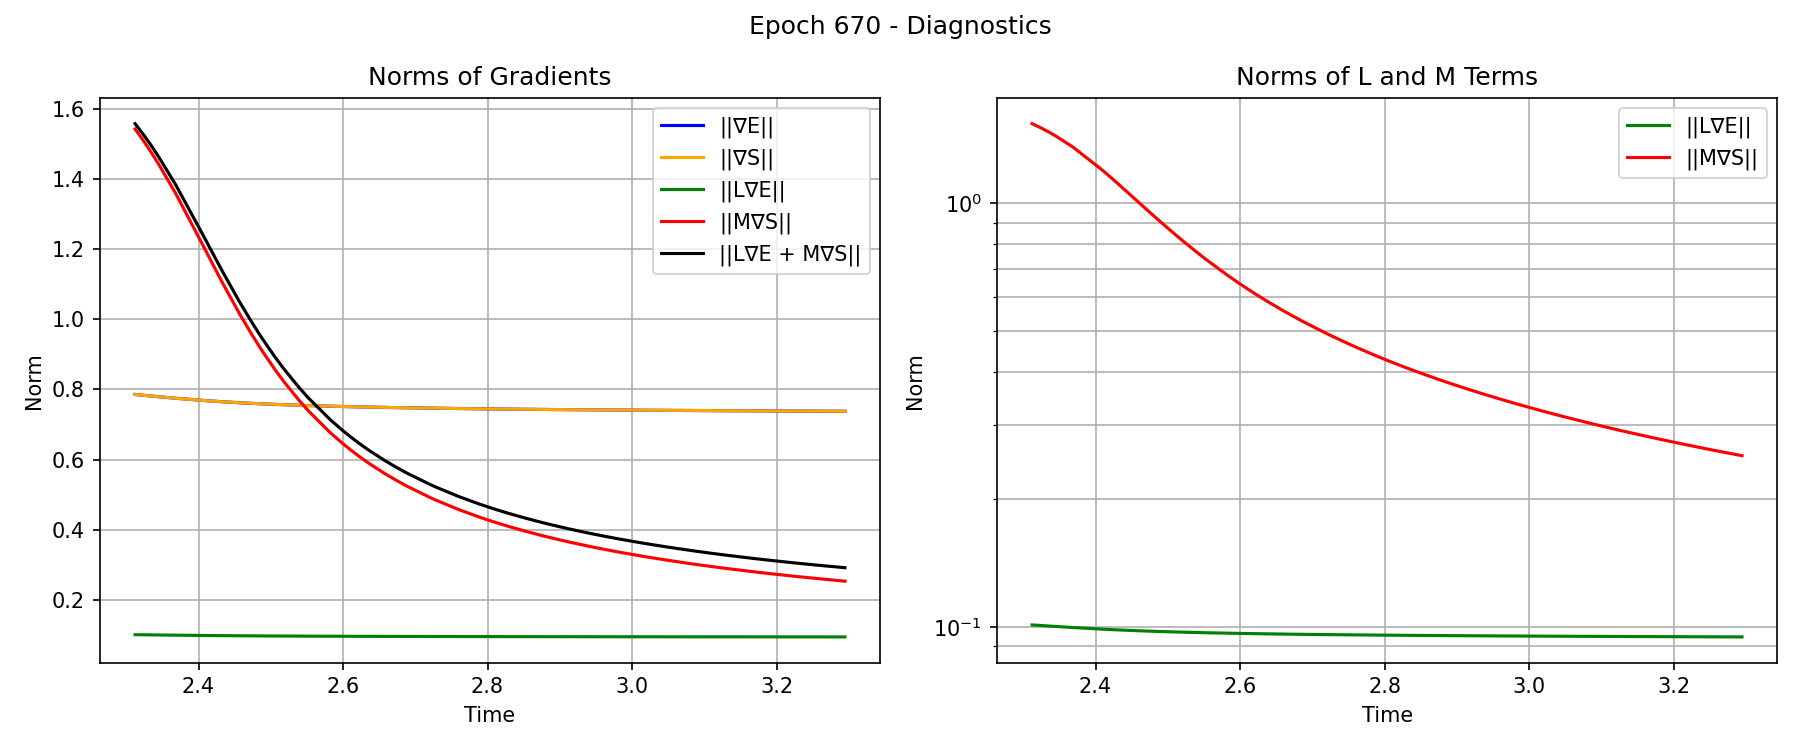 Epoch 670 - Diagnostics
Norms of Gradients
Norm
1.6
1.4
1.2
1.0
0.8
0.6
0.4
0.2
2.4 2.6 2.8 3.0 3.2
Time
||∇E||
||∇S||
||L∇E||
||M∇S||
||L∇E + M∇S||
Norms of L and M Terms
Norm
10⁰
10⁻¹
2.4 2.6 2.8 3.0 3.2
Time
||L∇E||
||M∇S||